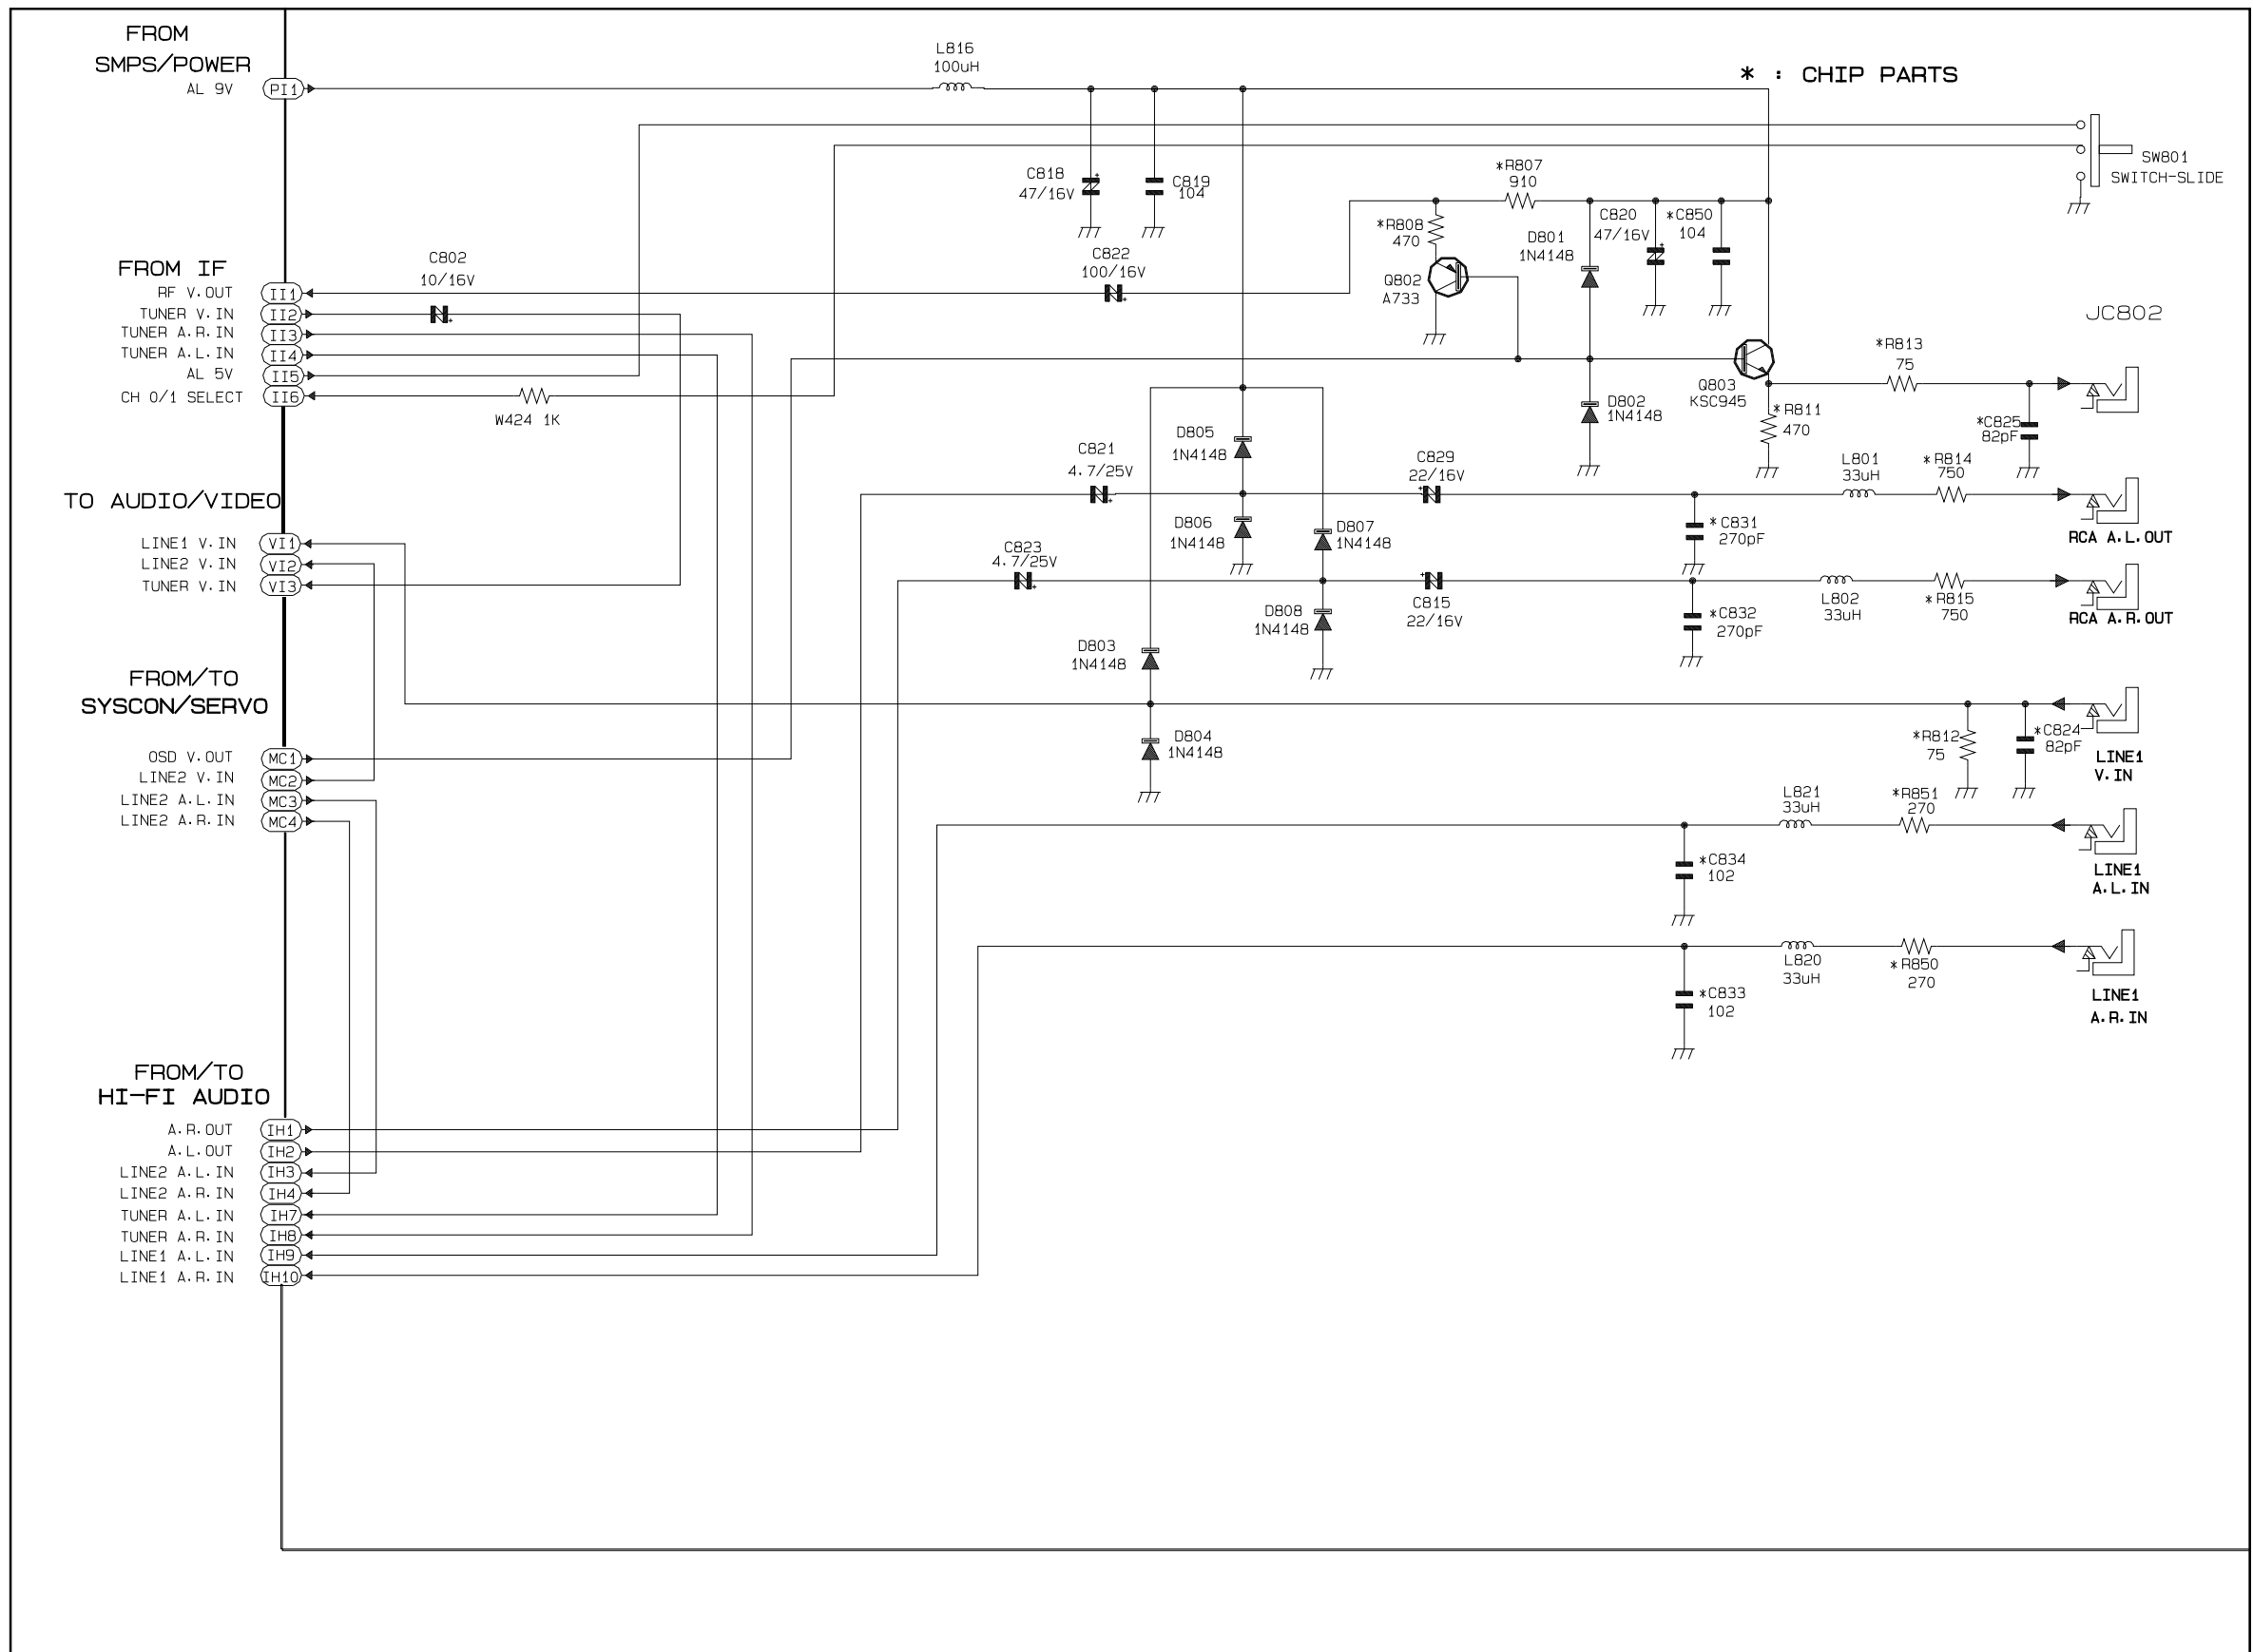 FROM
SMPS/POWER
AL 9V
PI1
L816
100uH
* : CHIP PARTS
SW801
SWITCH-SLIDE
C818
47/16V
C819
104
*R807
910
*R808
470
Q802
A733
D801
1N4148
C820
47/16V
*C850
104
FROM IF
RF V.OUT
II1
TUNER V.IN
II2
TUNER A.R.IN
II3
TUNER A.L.IN
II4
AL 5V
II5
CH 0/1 SELECT
II6
C802
10/16V
C822
100/16V
W424 1K
JC802
*R813
75
Q803
KSC945
*R811
470
*C825
82pF
D802
1N4148
D805
1N4148
C821
4.7/25V
C829
22/16V
L801
33uH
*R814
750
TO AUDIO/VIDEO
LINE1 V.IN
VI1
LINE2 V.IN
VI2
TUNER V.IN
VI3
D806
1N4148
D807
1N4148
*C831
270pF
RCA A.L.OUT
C823
4.7/25V
D808
1N4148
C815
22/16V
*C832
270pF
L802
33uH
*R815
750
RCA A.R.OUT
D803
1N4148
FROM/TO
SYSCON/SERVO
OSD V.OUT
MC1
LINE2 V.IN
MC2
LINE2 A.L.IN
MC3
LINE2 A.R.IN
MC4
D804
1N4148
*R812
75
*C824
82pF
LINE1
V.IN
L821
33uH
*R851
270
*C834
102
LINE1
A.L.IN
L820
33uH
*R850
270
*C833
102
LINE1
A.R.IN
FROM/TO
HI-FI AUDIO
A.R.OUT
IH1
A.L.OUT
IH2
LINE2 A.L.IN
IH3
LINE2 A.R.IN
IH4
TUNER A.L.IN
IH7
TUNER A.R.IN
IH8
LINE1 A.L.IN
IH9
LINE1 A.R.IN
IH10